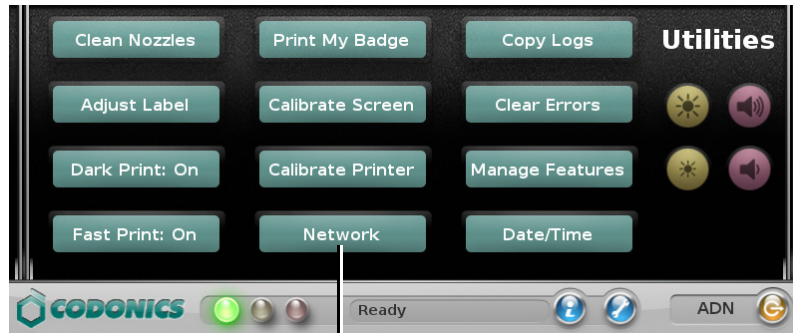 Clean Nozzles Print My Badge Copy Logs Utilities
Adjust Label Calibrate Screen Clear Errors
Dark Print: On Calibrate Printer Manage Features
Fast Print: On Network Date/Time
CODONICS Ready ADN